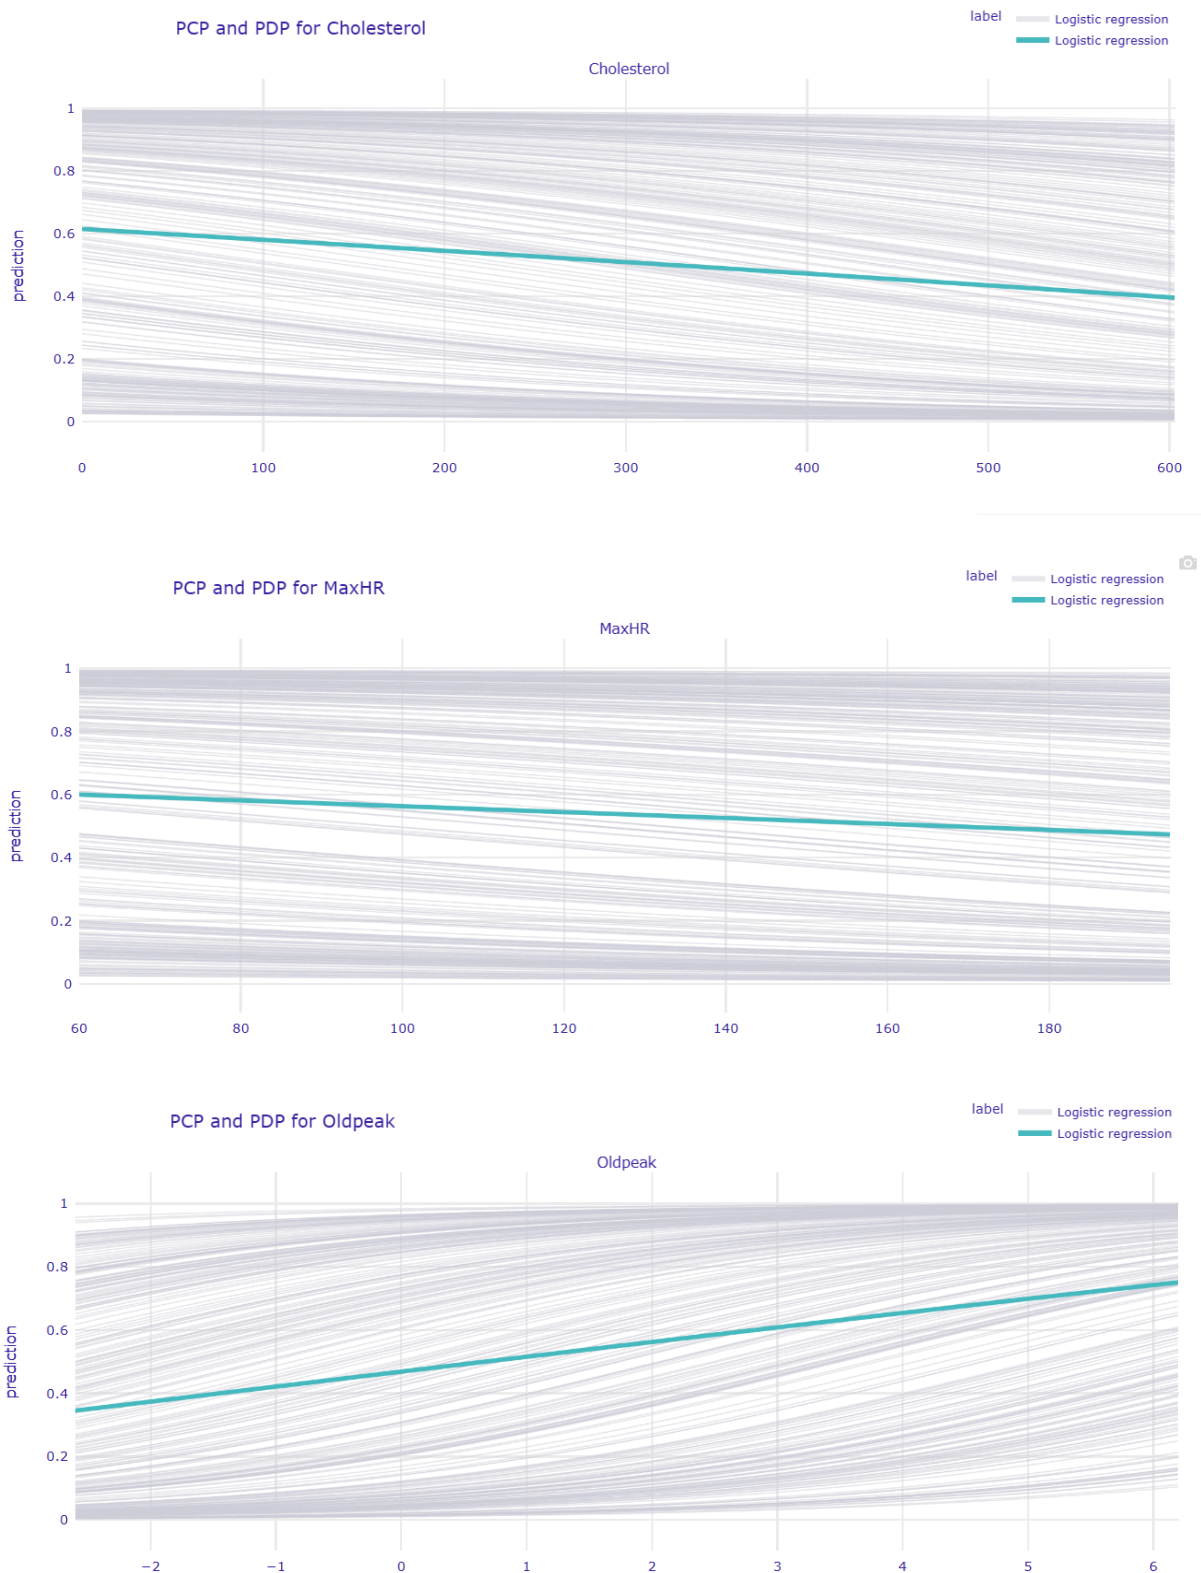 PCP and PDP for Cholesterol
label
Logistic regression
Logistic regression
Cholesterol
prediction
1
0.8
0.6
0.4
0.2
0
0 100 200 300 400 500 600
PCP and PDP for MaxHR
label
Logistic regression
Logistic regression
MaxHR
prediction
1
0.8
0.6
0.4
0.2
0
60 80 100 120 140 160 180
PCP and PDP for Oldpeak
label
Logistic regression
Logistic regression
Oldpeak
prediction
1
0.8
0.6
0.4
0.2
0
−2 −1 0 1 2 3 4 5 6